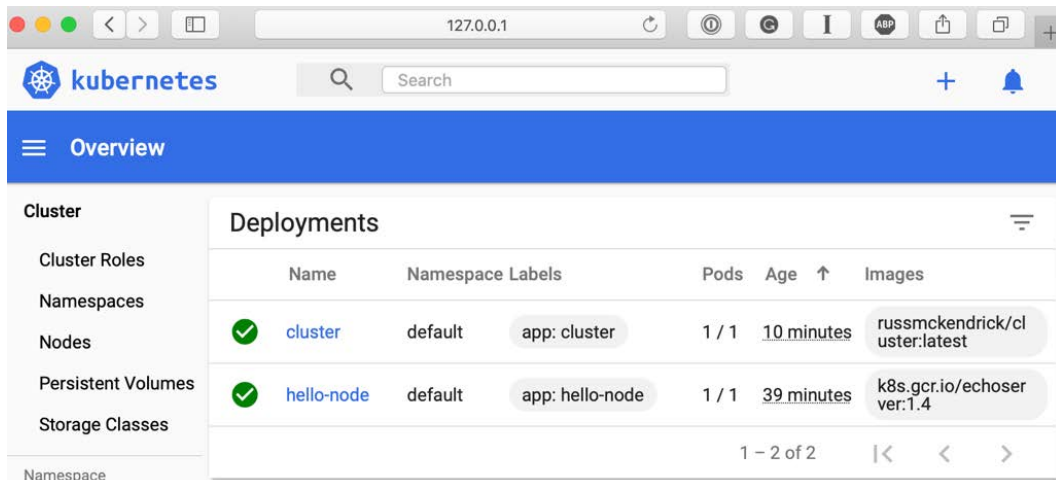 127.0.0.1
ABP
kubernetes
Search
Overview
Cluster
Cluster Roles
Namespaces
Nodes
Persistent Volumes
Storage Classes
Namespace
Deployments
Name Namespace Labels Pods Age Images
cluster default app: cluster 1 / 1 10 minutes russmckendrick/cl
uster:latest
hello-node default app: hello-node 1 / 1 39 minutes k8s.gcr.io/echoser
ver:1.4
1 – 2 of 2